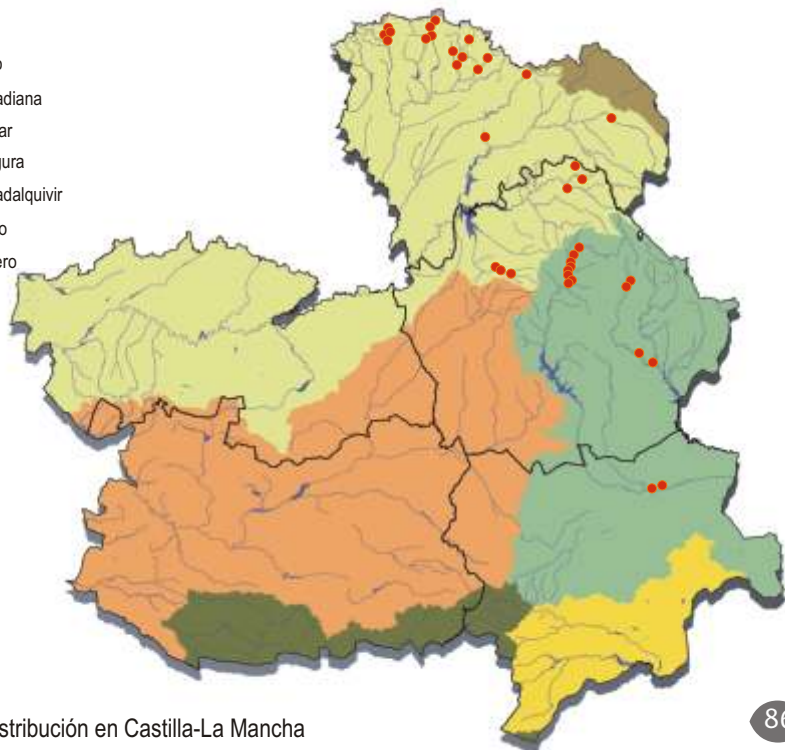 o
adiana
ar
gura
adalquivir
o
ero
stribución en Castilla-La Mancha
86